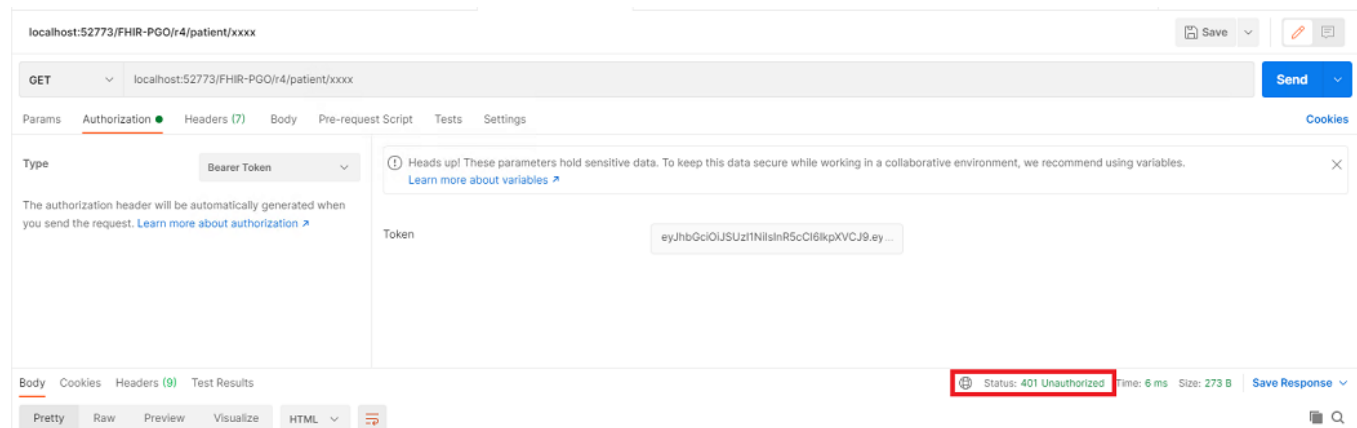 localhost:52773/FHIR-PGO/r4/patient/xxxx
Save
GET localhost:52773/FHIR-PGO/r4/patient/xxxx Send
Params Authorization Headers (7) Body Pre-request Script Tests Settings Cookies
Type Bearer Token
The authorization header will be automatically generated when
you send the request. Learn more about authorization ↗
Heads up! These parameters hold sensitive data. To keep this data secure while working in a collaborative environment, we recommend using variables.
Learn more about variables ↗
Token eyJhbGciOiJSUzI1NiIsInR5cCI6IkpXVCJ9.ey...
Body Cookies Headers (9) Test Results Status: 401 Unauthorized Time: 6 ms Size: 273 B Save Response
Pretty Raw Preview Visualize HTML